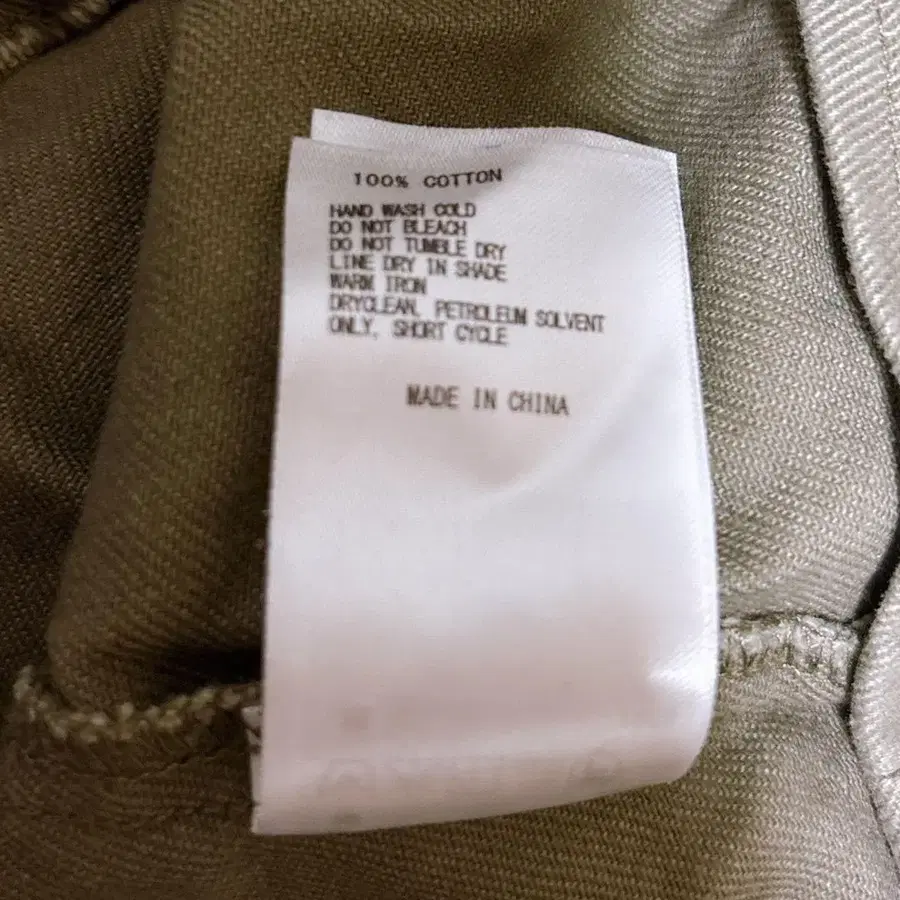 100% COTTON
HAND WASH COLD
DO NOT BLEACH
DO NOT TUMBLE DRY
LINE DRY IN SHADE
WARM IRON
DRYCLEAN, PETROLEUM SOLVENT
ONLY, SHORT CYCLE
MADE IN CHINA